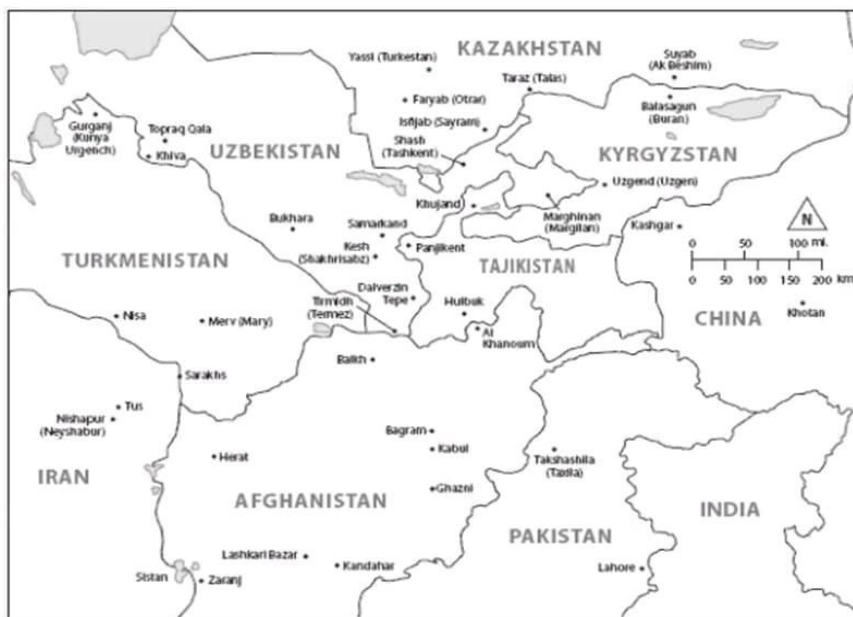 KAZAKHSTAN
Yassi (Turkestan)
Suyab
(Ak Beshim)
Taraz (Talas)
Faryab (Otrar)
Balasagun
(Buran)
Isfijab (Sayram)
Gurganj
(Kunya
Urgench)
Topraq Qala
Khiva
UZBEKISTAN
Shash
(Tashkent)
KYRGYZSTAN
Uzgend (Uzgen)
Khujand
Marghinan
(Margilan)
Bukhara
Samarkand
Kesh
(Shakhrisabz)
Panjikent
Kashgar
N
0 50 100 mi.
0 50 100 150 200 km
TURKMENISTAN
TAJIKISTAN
Dalverzin
Tepe
Tirmidh
(Termez)
Hulbuk
Ai
Khanoum
CHINA
Khotan
Nisa
Merv (Mary)
Balkh
Sarakhs
Tus
Nishapur
(Neyshabur)
Bagram
Kabul
Takshashila
(Taxila)
Herat
IRAN
Ghazni
AFGHANISTAN
INDIA
PAKISTAN
Lashkari Bazar
Kandahar
Lahore
Sistan
Zaranj